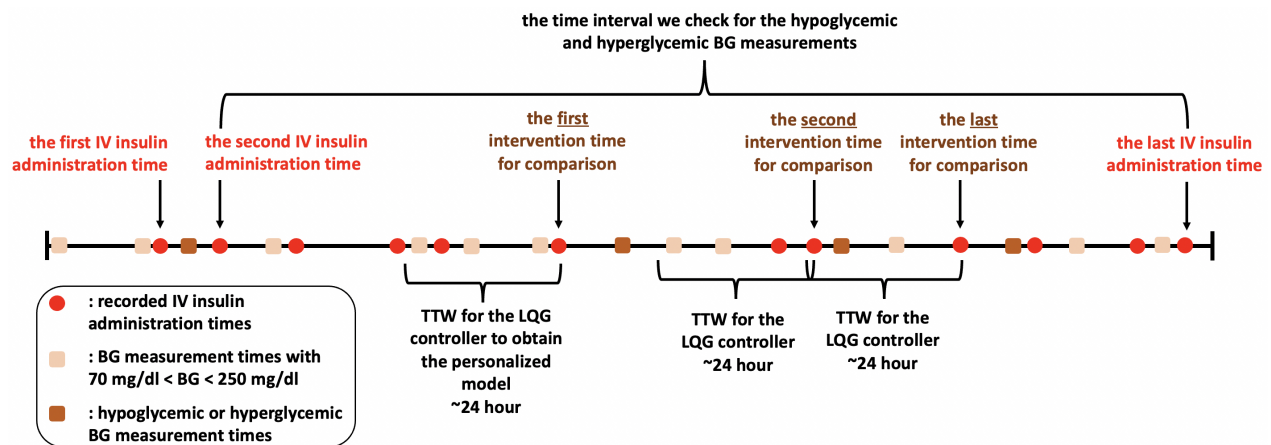 the time interval we check for the hypoglycemic
and hyperglycemic BG measurements
the first IV insulin
administration time
the second IV insulin
administration time
the first
intervention time
for comparison
the second
intervention time
for comparison
the last
intervention time
for comparison
the last IV insulin
administration time
TTW for the LQG
controller to obtain
the personalized
model
~24 hour
TTW for the
LQG controller
~24 hour
TTW for the
LQG controller
~24 hour
: recorded IV insulin
administration times
: BG measurement times with
70 mg/dl < BG < 250 mg/dl
: hypoglycemic or hyperglycemic
BG measurement times